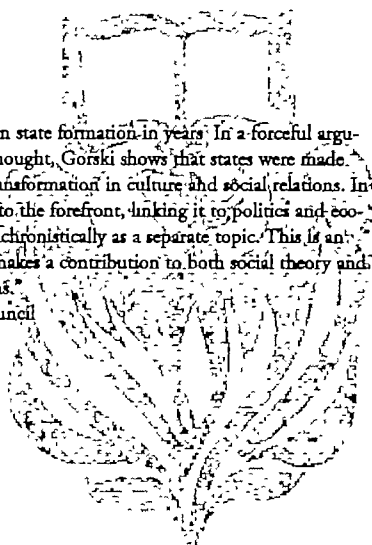 n state formation in years. In a forceful argu-
hought, Gorski shows that states were made
ansformation in culture and social relations. In
to the forefront, linking it to politics and eco-
chronistically as a separate topic. This is an
makes a contribution to both social theory and
ns."
uncil